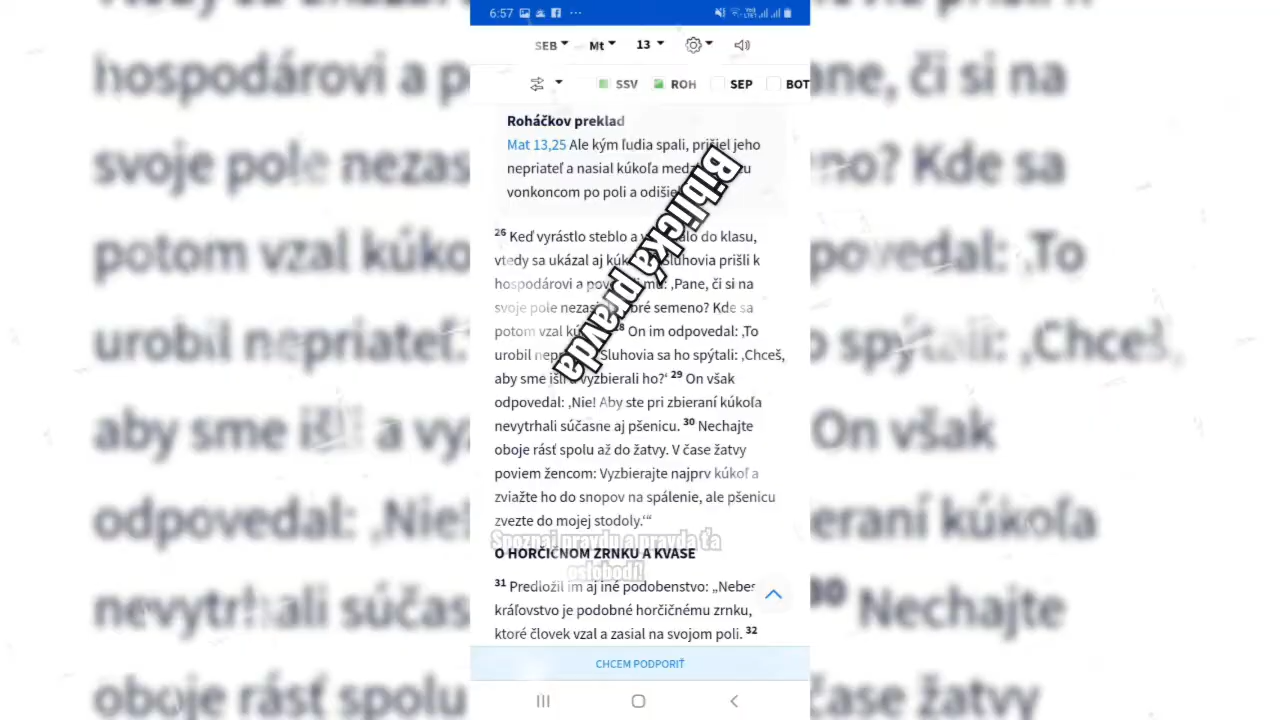 6:57
SEB Mt 13
SSV ROH SEP BOT
Roháčkov preklad
Mat 13,25 Ale kým ľudia spali, prišiel jeho
nepriateľ a nasial kúkoľa
vonkoncom po poli a
Biblická pravda
26 Keď vyrástlo steblo a do klasu,
vtedy sa ukázal aj Sluhovia prišli k
hospodárovi a mu: ‚Pane, či si na
svoje pole semeno? Kde sa
potom vzal 28 On im odpovedal: ‚To
urobil Sluhovia sa ho spýtali: ‚Chceš,
aby sme išli a vyzbierali ho?‘ 29 On však
odpovedal: ‚Nie! Aby ste pri zbieraní kúkoľa
nevytrhali súčasne aj pšenicu. 30 Nechajte
oboje rásť spolu až do žatvy. V čase žatvy
poviem žencom: Vyzbierajte najprv kúkoľ a
zviažte ho do snopov na spálenie, ale pšenicu
zvezte do mojej stodoly.‘“
Spoznaj pravdu a pravda ťa
oslobodí!
O HORČIČNOM ZRNKU A KVASE
31 Predložil im aj iné podobenstvo: „Nebes
kráľovstvo je podobné horčičnému zrnku,
ktoré človek vzal a zasial na svojom poli. 32
CHCEM PODPORIŤ